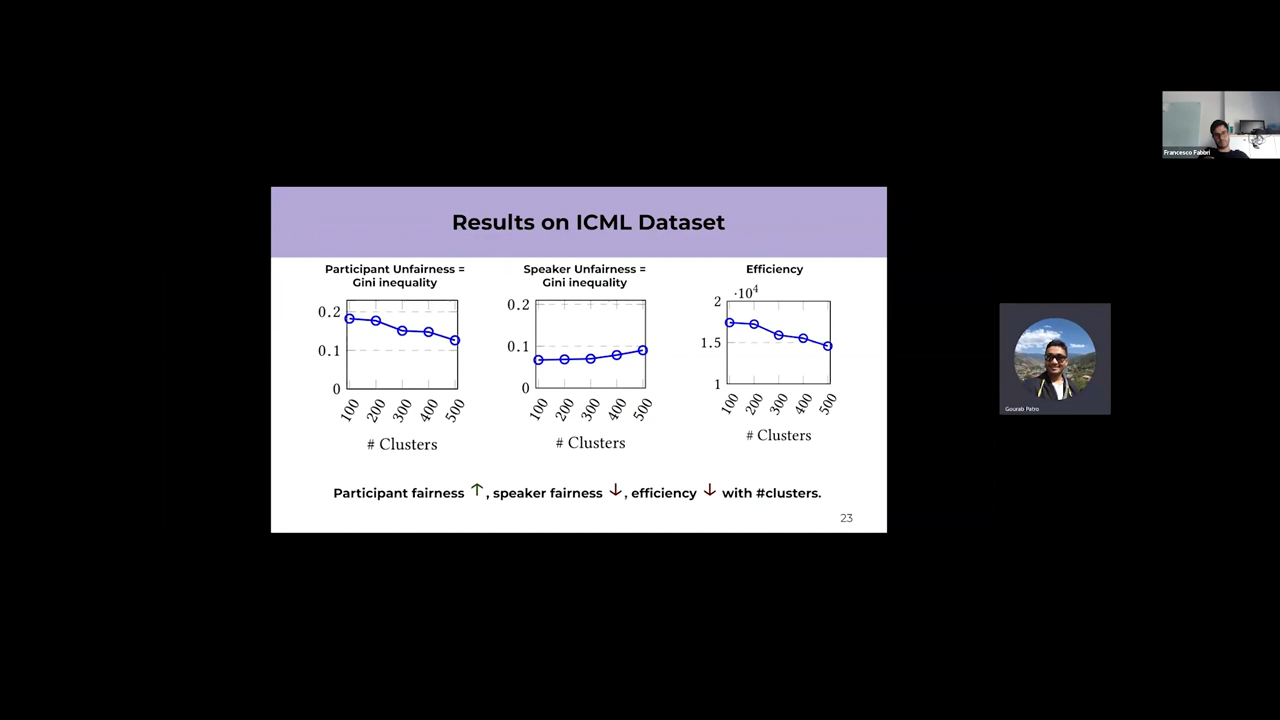 Francesco Fabbri
Results on ICML Dataset
Participant Unfairness =
Gini inequality
0.2
0.1
0
100
200
300
400
500
# Clusters
Speaker Unfairness =
Gini inequality
0.2
0.1
0
100
200
300
400
500
# Clusters
Efficiency
·10⁴
2
1.5
1
100
200
300
400
500
# Clusters
Participant fairness ↑ , speaker fairness ↓ , efficiency ↓ with #clusters.
23
Gourab Patro